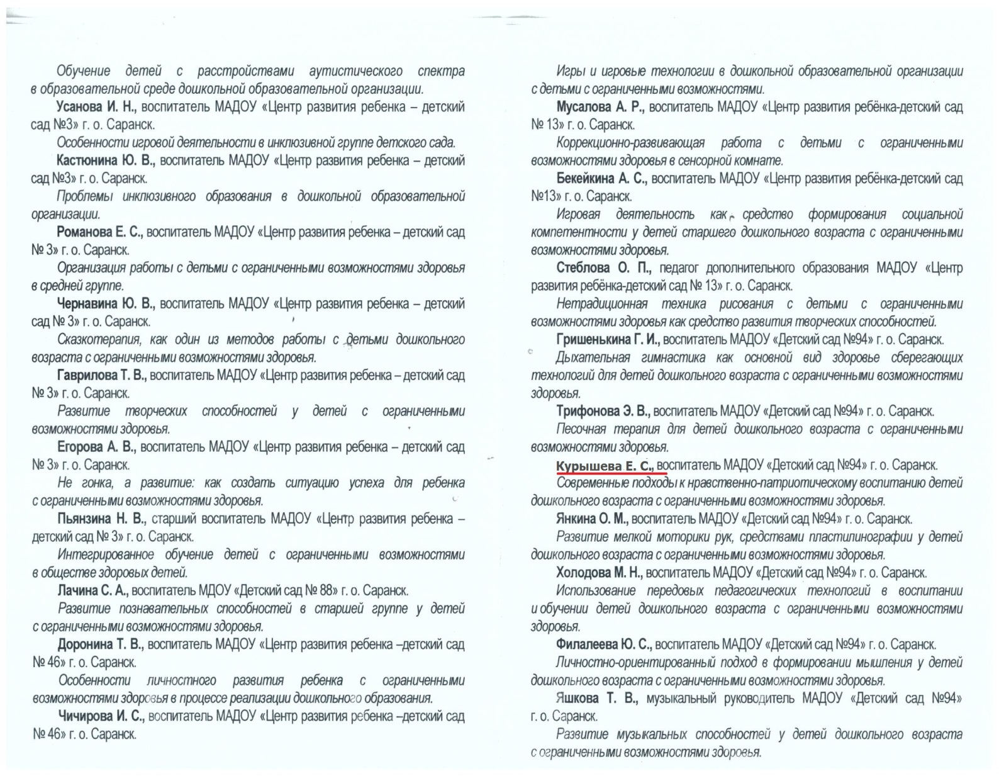 Обучение детей с расстройствами аутистического спектра
в образовательной среде дошкольной образовательной организации.
Усанова И. Н., воспитатель МАДОУ «Центр развития ребенка – детский
сад №3» г. о. Саранск.
Особенности игровой деятельности в инклюзивной группе детского сада.
Кастюнина Ю. В., воспитатель МАДОУ «Центр развития ребенка – детский
сад №3» г. о. Саранск.
Проблемы инклюзивного образования в дошкольной образовательной
организации.
Романова Е. С., воспитатель МАДОУ «Центр развития ребенка – детский сад
№ 3» г. о. Саранск.
Организация работы с детьми с ограниченными возможностями здоровья
в средней группе.
Чернавина Ю. В., воспитатель МАДОУ «Центр развития ребенка – детский
сад № 3» г. о. Саранск.
Сказкотерапия, как один из методов работы с детьми дошкольного
возраста с ограниченными возможностями здоровья.
Гаврилова Т. В., воспитатель МАДОУ «Центр развития ребенка – детский сад
№ 3» г. о. Саранск.
Развитие творческих способностей у детей с ограниченными
возможностями здоровья.
Егорова А. В., воспитатель МАДОУ «Центр развития ребенка – детский сад
№ 3» г. о. Саранск.
Не гонка, а развитие: как создать ситуацию успеха для ребенка
с ограниченными возможностями здоровья.
Пьянзина Н. В., старший воспитатель МАДОУ «Центр развития ребенка –
детский сад № 3» г. о. Саранск.
Интегрированное обучение детей с ограниченными возможностями
в обществе здоровых детей.
Лачина С. А., воспитатель МДОУ «Детский сад № 88» г. о. Саранск.
Развитие познавательных способностей в старшей группе у детей
с ограниченными возможностями здоровья.
Доронина Т. В., воспитатель МАДОУ «Центр развития ребенка –детский сад
№ 46» г. о. Саранск.
Особенности личностного развития ребенка с ограниченными
возможностями здоровья в процессе реализации дошкольного образования.
Чичирова И. С., воспитатель МАДОУ «Центр развития ребенка –детский сад
№ 46» г. о. Саранск.
Игры и игровые технологии в дошкольной образовательной организации
с детьми с ограниченными возможностями.
Мусалова А. Р., воспитатель МАДОУ «Центр развития ребёнка-детский сад
№ 13» г. о. Саранск.
Коррекционно-развивающая работа с детьми с ограниченными
возможностями здоровья в сенсорной комнате.
Бекейкина А. С., воспитатель МАДОУ «Центр развития ребёнка-детский сад
№13» г. о. Саранск.
Игровая деятельность как средство формирования социальной
компетентности у детей старшего дошкольного возраста с ограниченными
возможностями здоровья.
Стеблова О. П., педагог дополнительного образования МАДОУ «Центр
развития ребёнка-детский сад № 13» г. о. Саранск.
Нетрадиционная техника рисования с детьми с ограниченными
возможностями здоровья как средство развития творческих способностей.
Гришенькина Г. И., воспитатель МАДОУ «Детский сад №94» г. о. Саранск.
Дыхательная гимнастика как основной вид здоровье сберегающих
технологий для детей дошкольного возраста с ограниченными возможностями
здоровья.
Трифонова Э. В., воспитатель МАДОУ «Детский сад №94» г. о. Саранск.
Песочная терапия для детей дошкольного возраста с ограниченными
возможностями здоровья.
Курышева Е. С., воспитатель МАДОУ «Детский сад №94» г. о. Саранск.
Современные подходы к нравственно-патриотическому воспитанию детей
дошкольного возраста с ограниченными возможностями здоровья.
Янкина О. М., воспитатель МАДОУ «Детский сад №94» г. о. Саранск.
Развитие мелкой моторики рук, средствами пластилинографии у детей
дошкольного возраста с ограниченными возможностями здоровья.
Холодова М. Н., воспитатель МАДОУ «Детский сад №94» г. о. Саранск.
Использование передовых педагогических технологий в воспитании
и обучении детей дошкольного возраста с ограниченными возможностями
здоровья.
Филалеева Ю. С., воспитатель МАДОУ «Детский сад №94» г. о. Саранск.
Личностно-ориентированный подход в формировании мышления у детей
дошкольного возраста с ограниченными возможностями здоровья.
Яшкова Т. В., музыкальный руководитель МАДОУ «Детский сад №94»
г. о. Саранск.
Развитие музыкальных способностей у детей дошкольного возраста
с ограниченными возможностями здоровья.